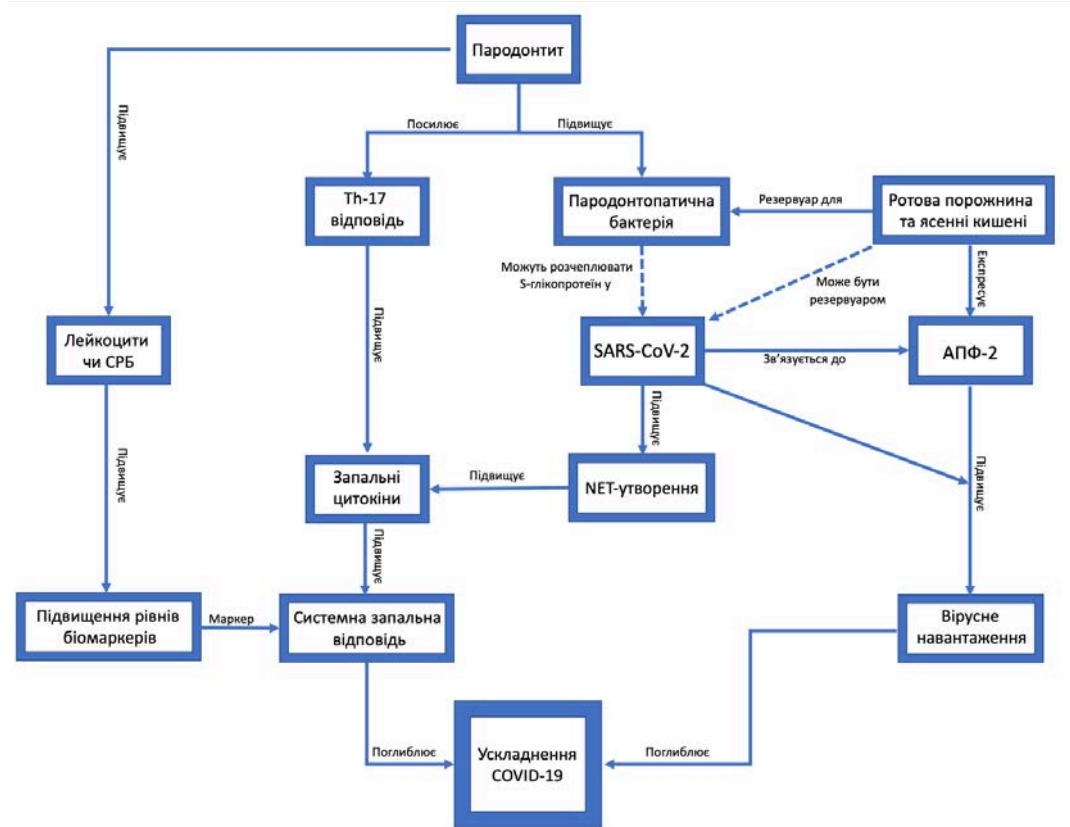 Пародонтит
Підвищує
Посилює
Підвищує
Th-17
відповідь
Пародонтопатична
бактерія
Резервуар для
Ротова порожнина
та ясенні кишені
Можуть розчеплювати
S-глікопротеїн у
Може бути
резервуаром
Експресує
Підвищує
Лейкоцити
чи СРБ
SARS-CoV-2
Зв’язується до
АПФ-2
Підвищує
Підвищує
Запальні
цитокіни
Підвищує
NET-утворення
Підвищує
Підвищує
Підвищення рівнів
біомаркерів
Маркер
Системна запальна
відповідь
Вірусне
навантаження
Поглиблює
Ускладнення
COVID-19
Поглиблює